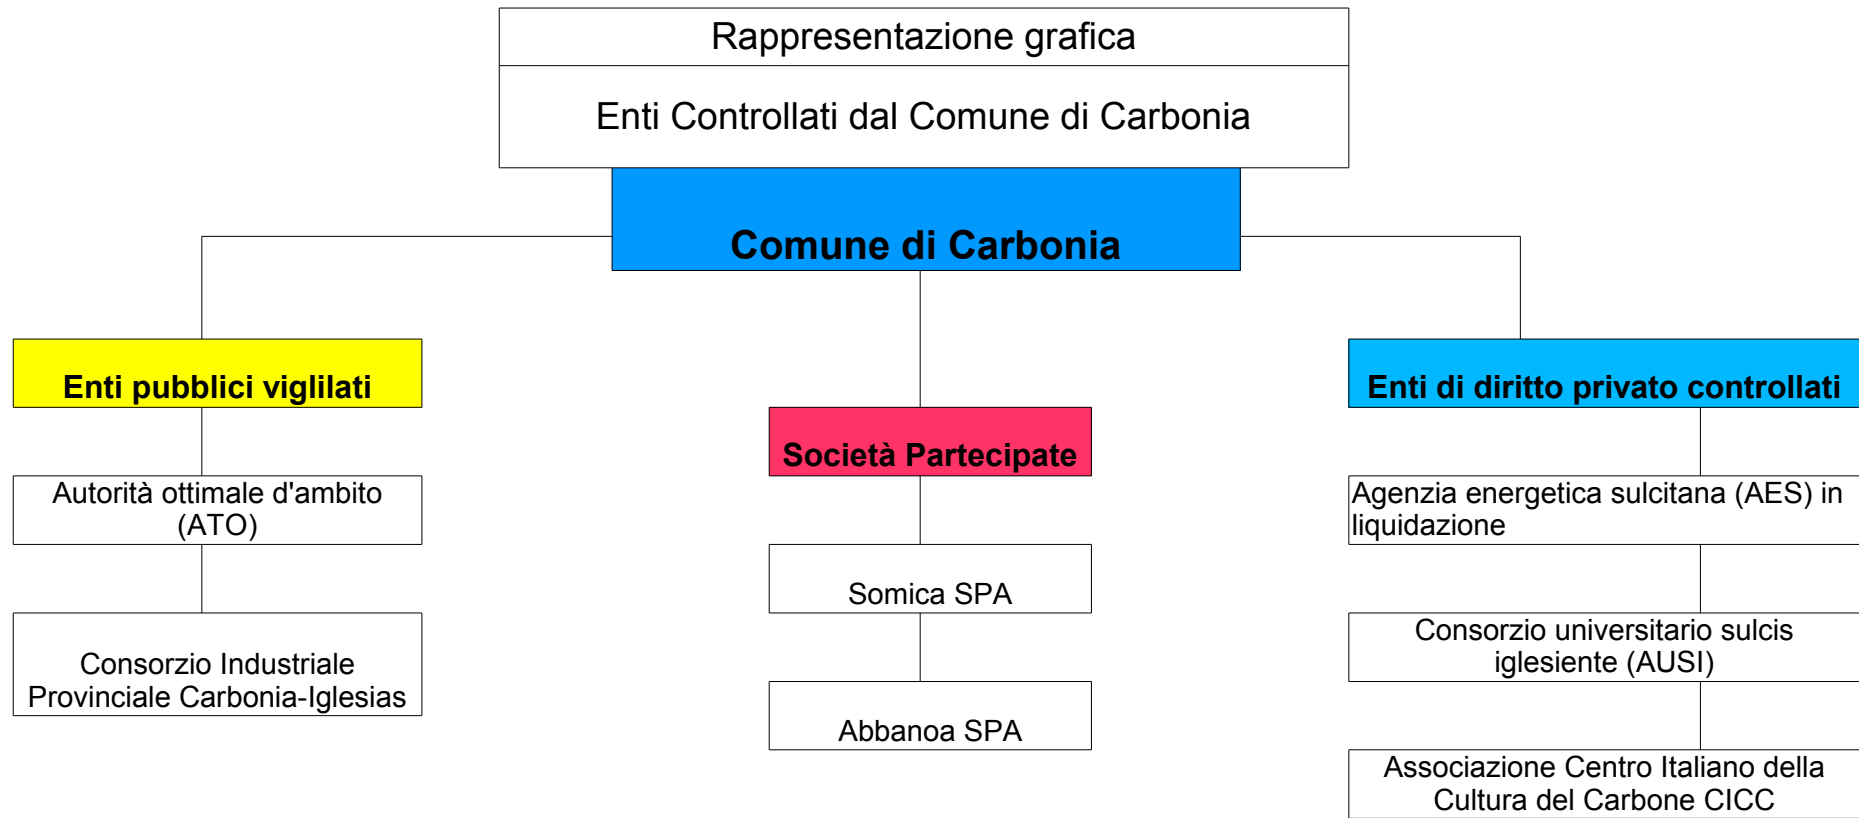 Rappresentazione grafica
Enti Controllati dal Comune di Carbonia
Comune di Carbonia
Enti pubblici viglilati
Autorità ottimale d'ambito
(ATO)
Consorzio Industriale
Provinciale Carbonia-Iglesias
Società Partecipate
Somica SPA
Abbanoa SPA
Enti di diritto privato controllati
Agenzia energetica sulcitana (AES) in
liquidazione
Consorzio universitario sulcis
iglesiente (AUSI)
Associazione Centro Italiano della
Cultura del Carbone CICC